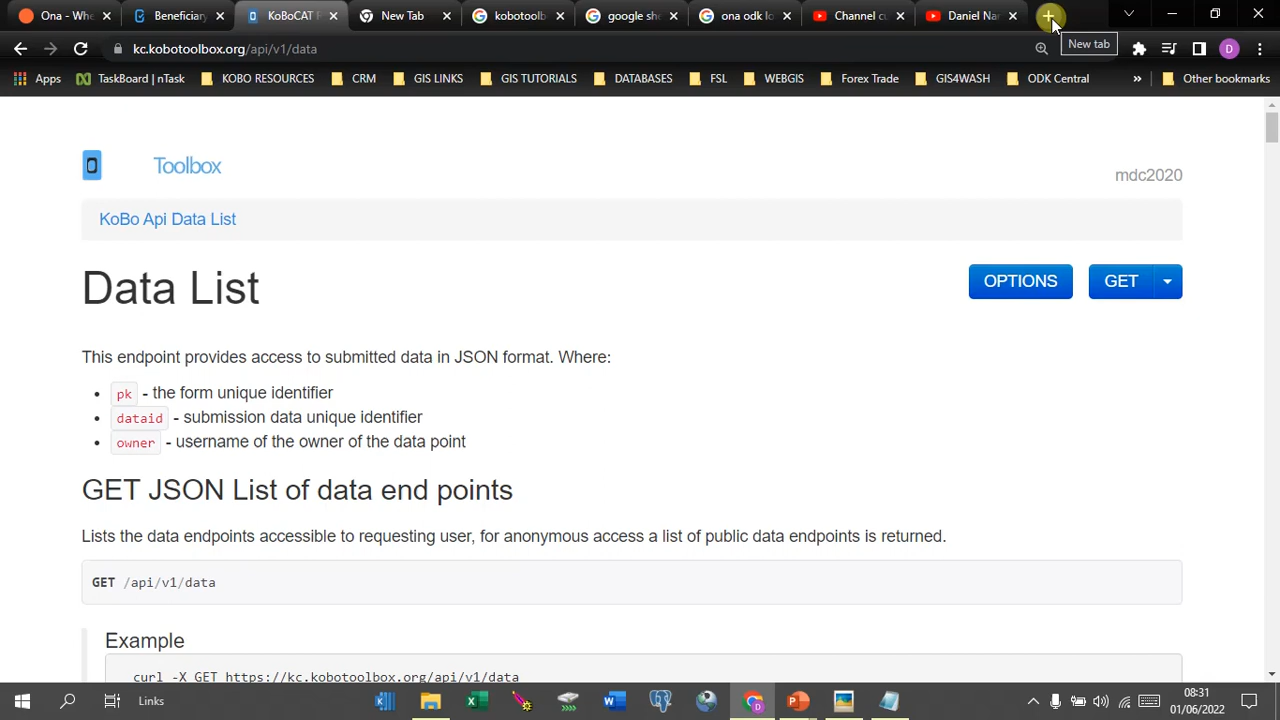 Ona - Whe
Beneficiary
KoBoCAT F
New Tab
kobotoolb
google she
ona odk lo
Channel cu
Daniel Nar
kc.kobotoolbox.org/api/v1/data
New tab
D
Apps
TaskBoard | nTask
KOBO RESOURCES
CRM
GIS LINKS
GIS TUTORIALS
DATABASES
FSL
WEBGIS
Forex Trade
GIS4WASH
ODK Central
»
Other bookmarks
Toolbox
mdc2020
KoBo Api Data List
Data List
OPTIONS
GET
This endpoint provides access to submitted data in JSON format. Where:
• pk - the form unique identifier
• dataid - submission data unique identifier
• owner - username of the owner of the data point
GET JSON List of data end points
Lists the data endpoints accessible to requesting user, for anonymous access a list of public data endpoints is returned.
GET /api/v1/data
Example
curl -X GET https://kc.kobotoolbox.org/api/v1/data
Links
08:31
01/06/2022